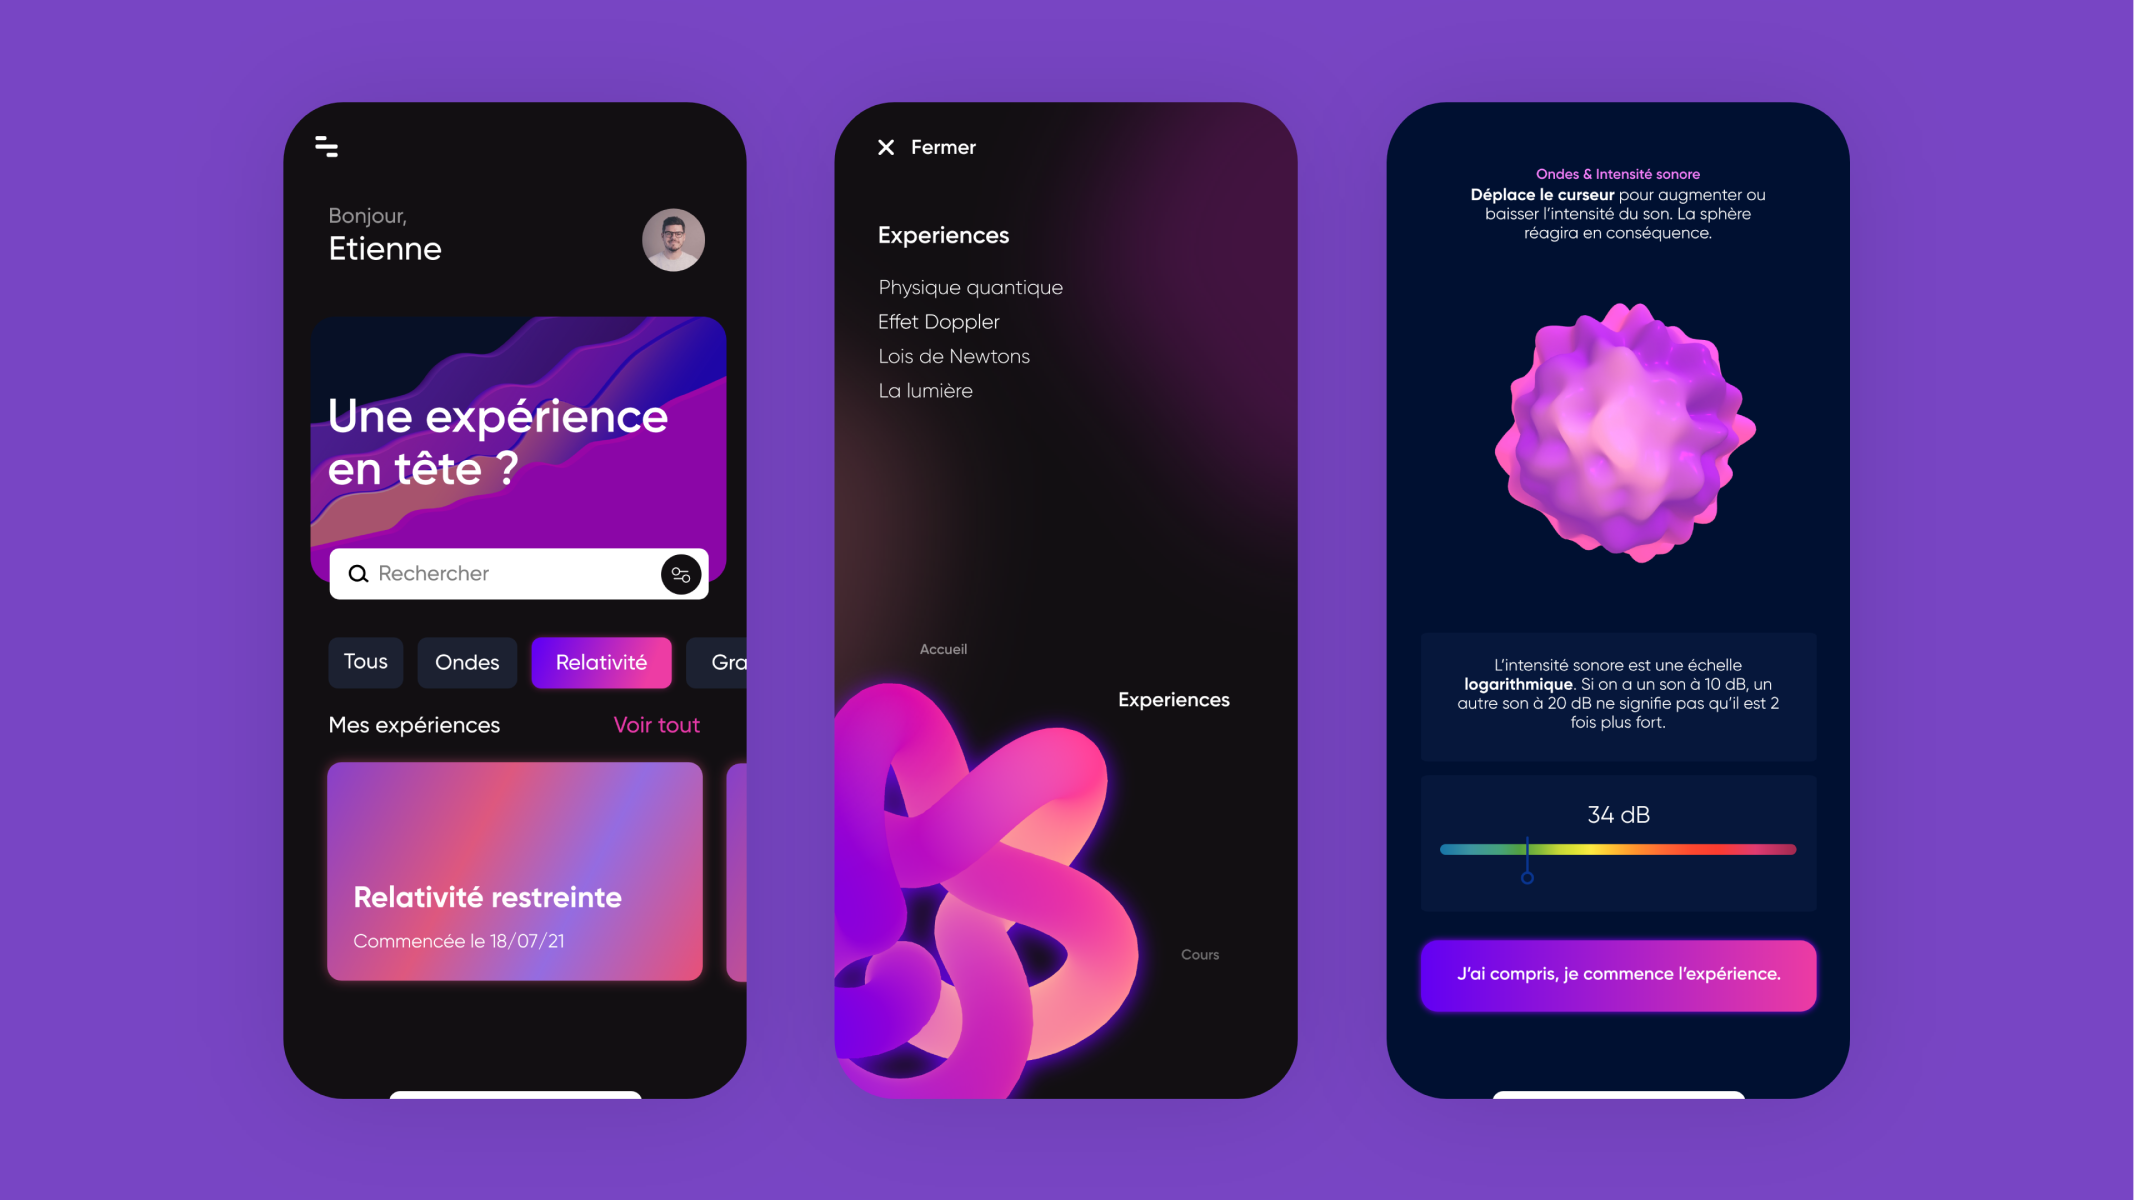 Bonjour,
Etienne
Une expérience
en tête ?
Rechercher
Tous
Ondes
Relativité
Gra
Mes expériences
Voir tout
Relativité restreinte
Commencée le 18/07/21
Fermer
Experiences
Physique quantique
Effet Doppler
Lois de Newtons
La lumière
Accueil
Experiences
Cours
Ondes & Intensité sonore
Déplace le curseur pour augmenter ou
baisser l'intensité du son. La sphère
réagira en conséquence.
L'intensité sonore est une échelle
logarithmique. Si on a un son à 10 dB, un
autre son à 20 dB ne signifie pas qu'il est 2
fois plus fort.
34 dB
J'ai compris, je commence l'expérience.